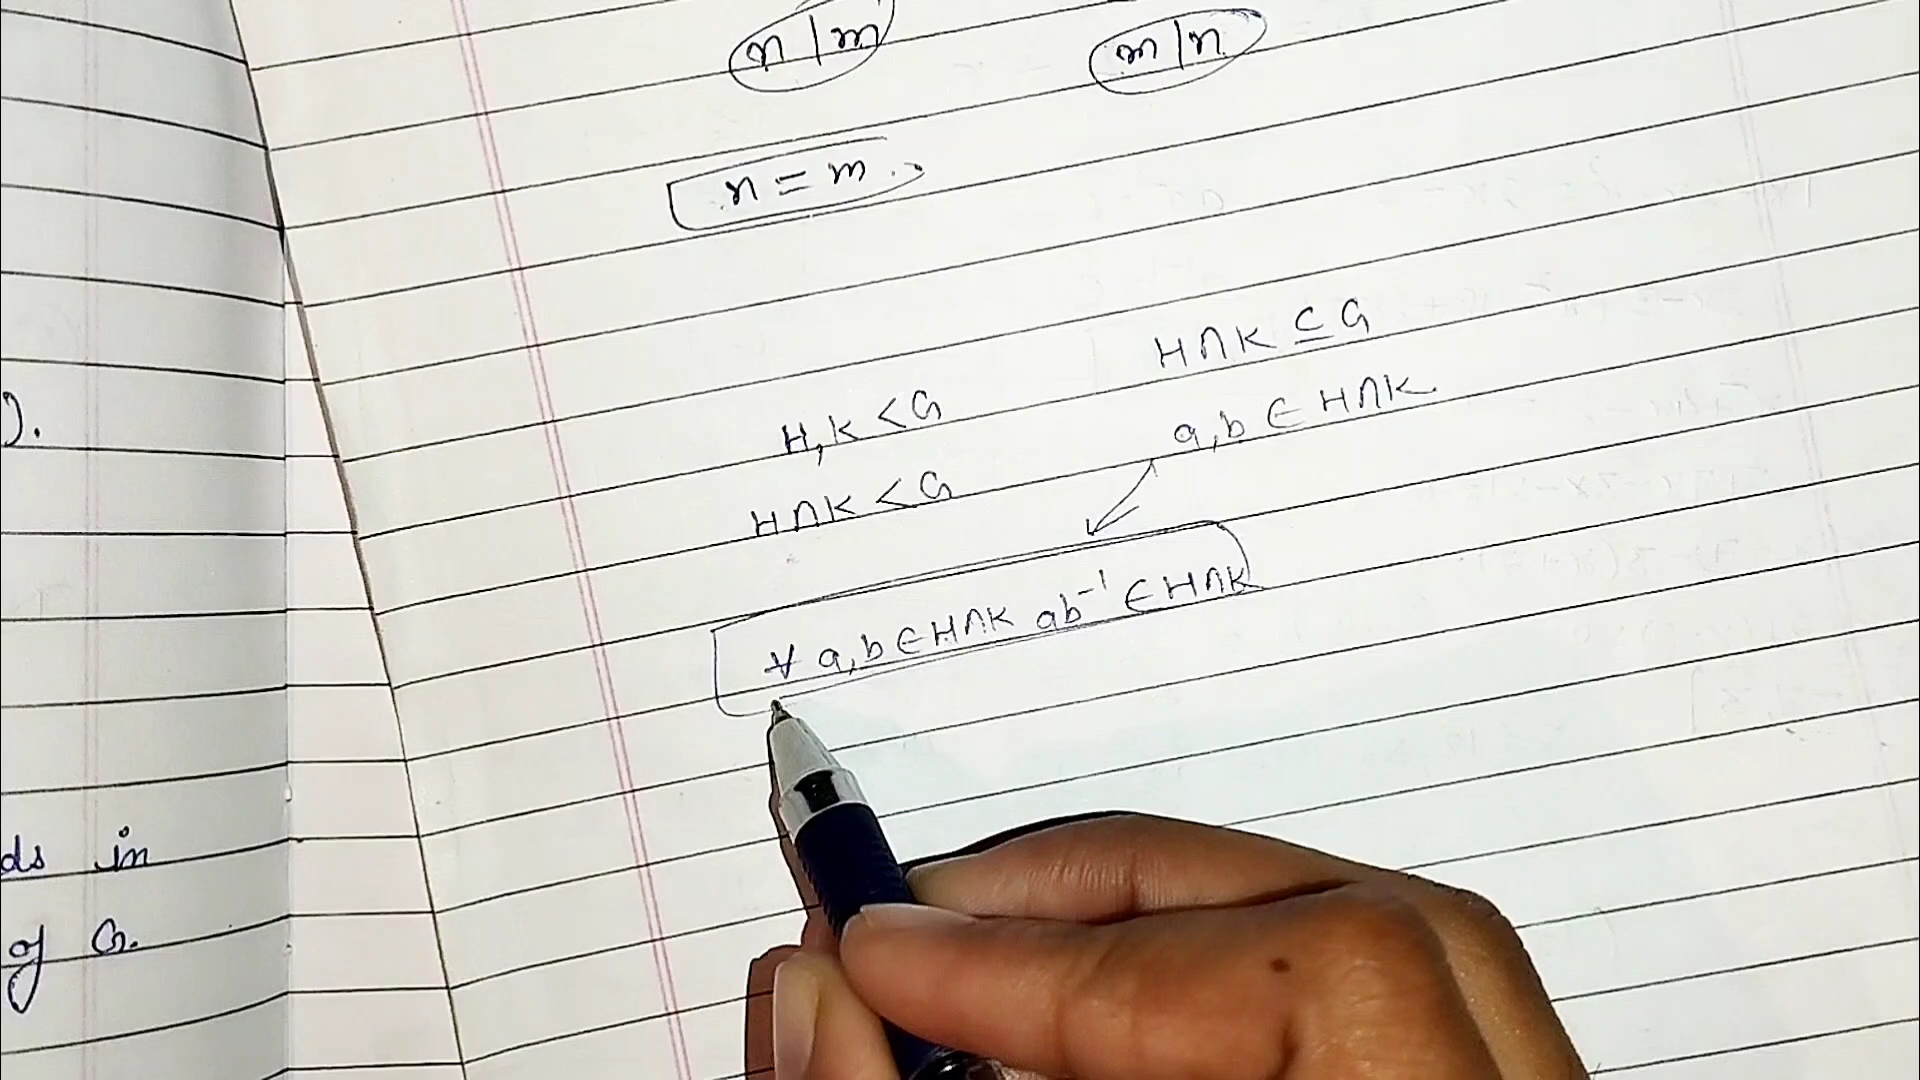 n | m m | n
n = m
H∩K ⊆ G
H, K < G
a, b ∈ H∩K
H∩K < G
∀ a, b ∈ H∩K ab⁻¹ ∈ H∩K
).
ds in
of G.